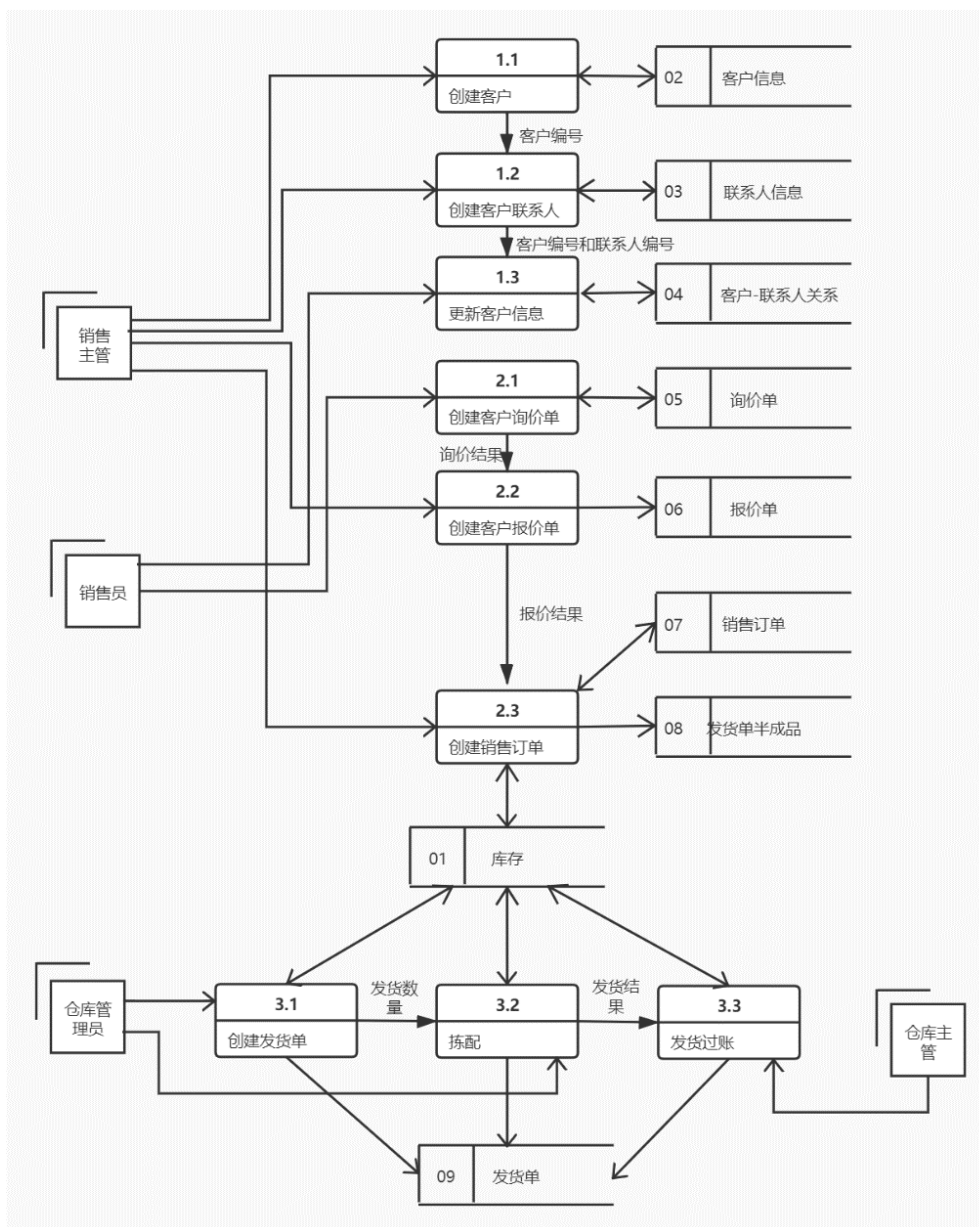 1.1
创建客户
02
客户信息
客户编号
1.2
创建客户联系人
03
联系人信息
客户编号和联系人编号
1.3
更新客户信息
04
客户-联系人关系
销售
主管
2.1
创建客户询价单
05
询价单
询价结果
2.2
创建客户报价单
06
报价单
销售员
报价结果
07
销售订单
2.3
创建销售订单
08
发货单半成品
01
库存
仓库管
理员
3.1
创建发货单
发货数
量
3.2
拣配
发货结
果
3.3
发货过账
仓库主
管
09
发货单